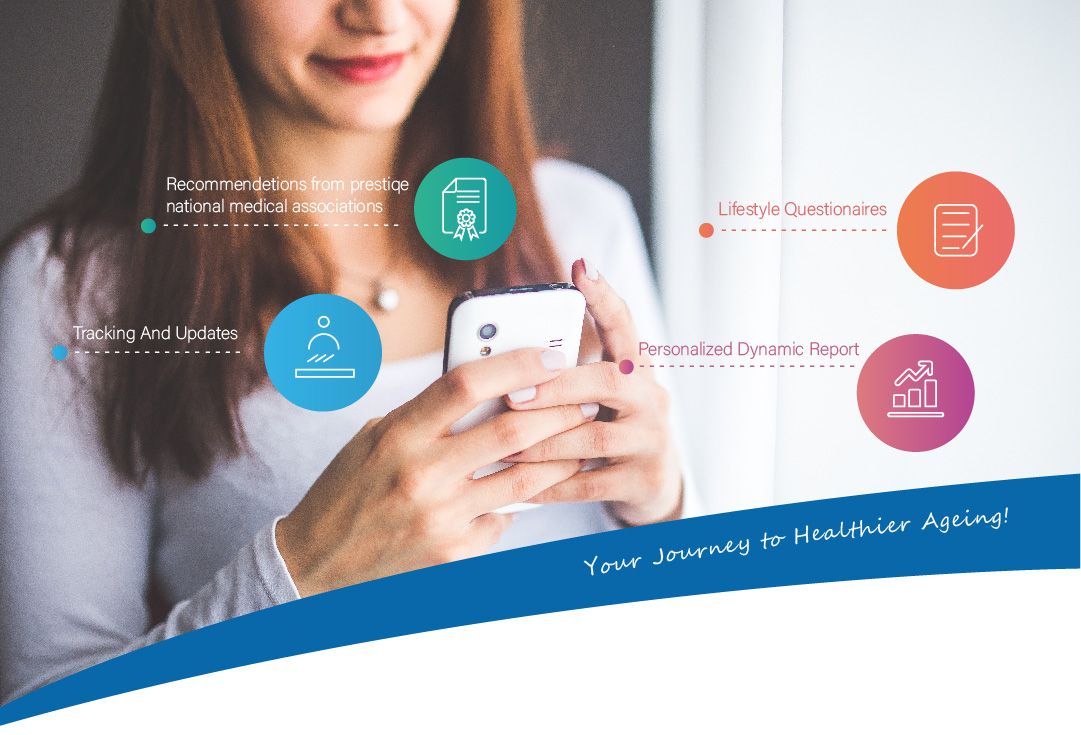 Recommendetions from prestiqe
national medical associations
Lifestyle Questionaires
Tracking And Updates
Personalized Dynamic Report
Your Journey to Healthier Ageing!